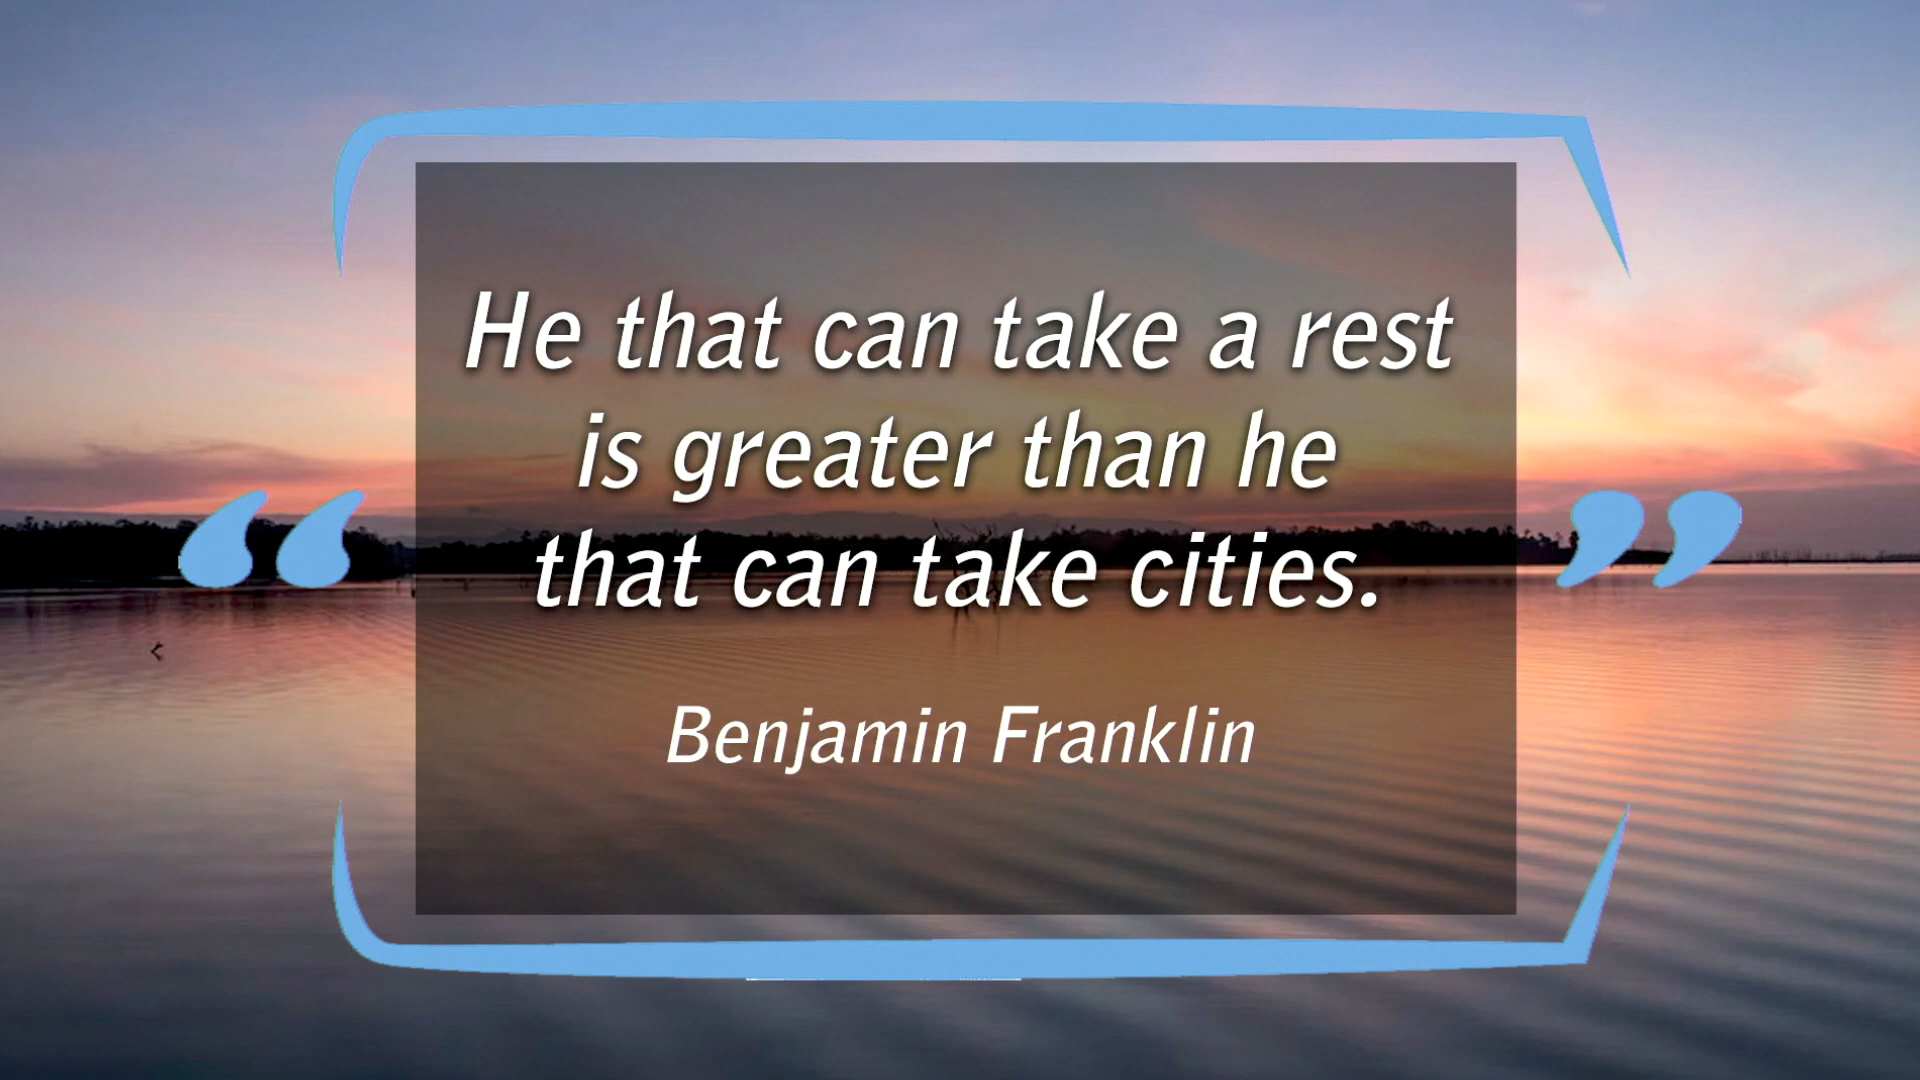 “
He that can take a rest
is greater than he
that can take cities.
”
Benjamin Franklin